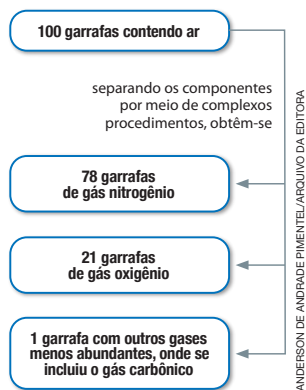 100 garrafas contendo ar
separando os componentes
por meio de complexos
procedimentos, obtêm-se
78 garrafas
de gás nitrogênio
21 garrafas
de gás oxigênio
1 garrafa com outros gases
menos abundantes, onde se
incluiu o gás carbônico
ANDERSON DE ANDRADE PIMENTEL/ARQUIVO DA EDITORA